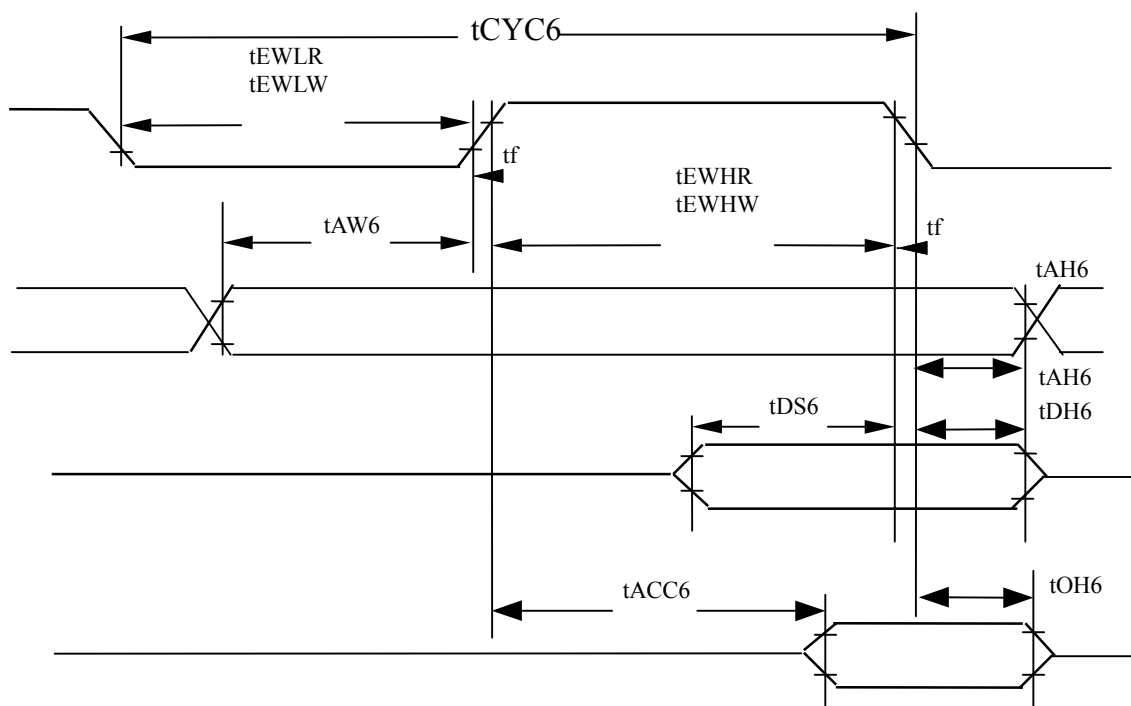 tCYC6
tEWLR
tEWLW
tf
tEWHR
tEWHW
tAW6
tf
tAH6
tAH6
tDS6
tDH6
tACC6
tOH6